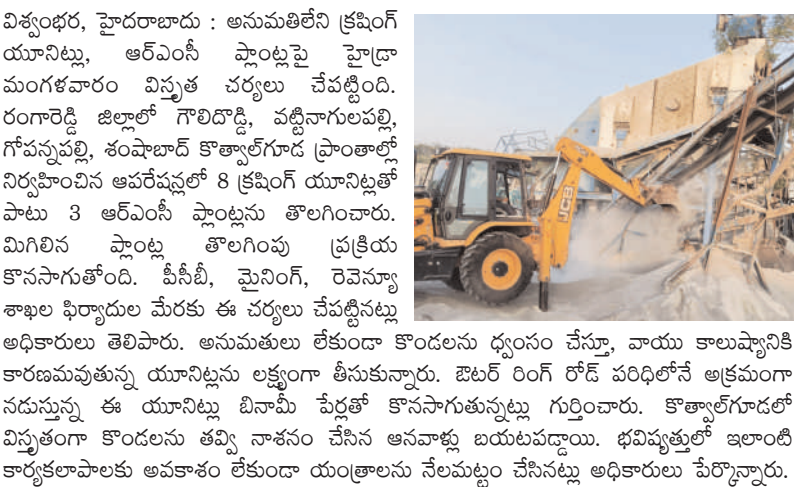 విశ్వంభర, హైదరాబాదు : అనుమతిలేని క్రషింగ్
యూనిట్లు, ఆర్ఎంసీ ప్లాంట్లపై హైడ్రా
మంగళవారం విస్తృత చర్యలు చేపట్టింది.
రంగారెడ్డి జిల్లాలో గౌలిదొడ్డి, వట్టినాగులపల్లి,
గోపన్నపల్లి, శంషాబాద్ కొత్వాల్‌గూడ ప్రాంతాల్లో
నిర్వహించిన ఆపరేషన్లలో 8 క్రషింగ్ యూనిట్లతో
పాటు 3 ఆర్ఎంసీ ప్లాంట్లను తొలగించారు.
మిగిలిన ప్లాంట్ల తొలగింపు ప్రక్రియ
కొనసాగుతోంది. పీసీబీ, మైనింగ్, రెవెన్యూ
శాఖల ఫిర్యాదుల మేరకు ఈ చర్యలు చేపట్టినట్లు
అధికారులు తెలిపారు. అనుమతులు లేకుండా కొండలను ధ్వంసం చేస్తూ, వాయు కాలుష్యానికి
కారణమవుతున్న యూనిట్లను లక్ష్యంగా తీసుకున్నారు. ఔటర్ రింగ్ రోడ్ పరిధిలోనే అక్రమంగా
నడుస్తున్న ఈ యూనిట్లు బినామీ పేర్లతో కొనసాగుతున్నట్లు గుర్తించారు. కొత్వాల్‌గూడలో
విస్తృతంగా కొండలను తవ్వి నాశనం చేసిన ఆనవాళ్లు బయటపడ్డాయి. భవిష్యత్తులో ఇలాంటి
కార్యకలాపాలకు అవకాశం లేకుండా యంత్రాలను నేలమట్టం చేసినట్లు అధికారులు పేర్కొన్నారు.
JCB